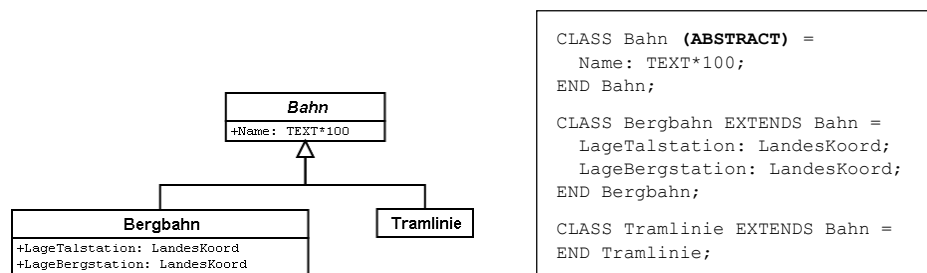 Bahn
+Name: TEXT*100
Bergbahn
+LageTalstation: LandesKoord
+LageBergstation: LandesKoord
Tramlinie
CLASS Bahn (ABSTRACT) =
Name: TEXT*100;
END Bahn;
CLASS Bergbahn EXTENDS Bahn =
LageTalstation: LandesKoord;
LageBergstation: LandesKoord;
END Bergbahn;
CLASS Tramlinie EXTENDS Bahn =
END Tramlinie;